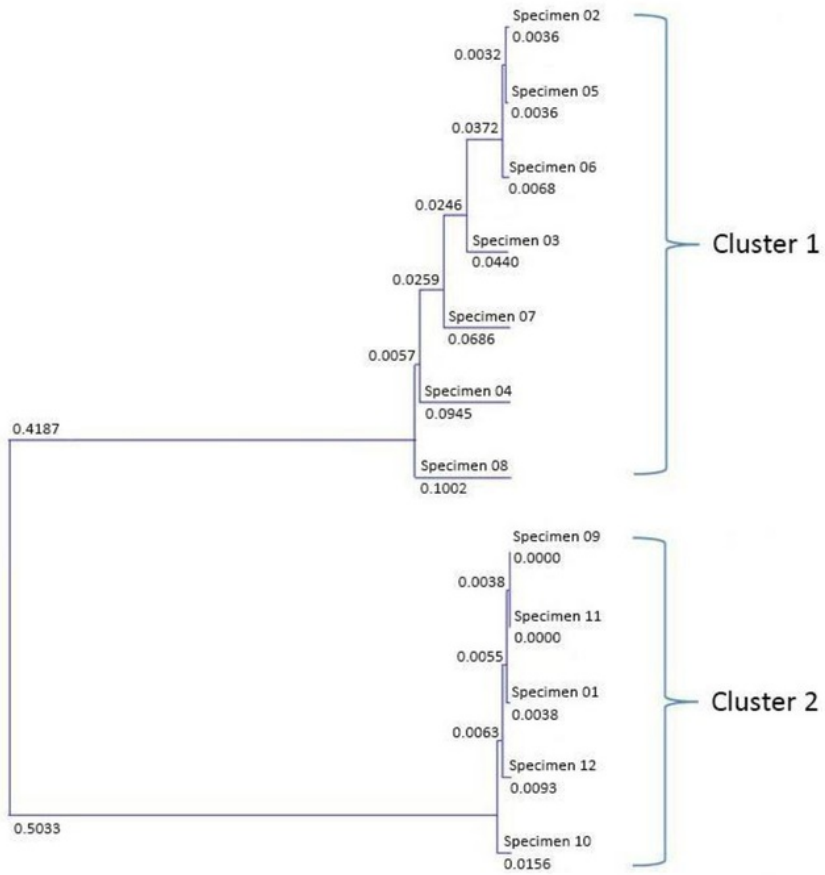 Specimen 02
0.0036
0.0032
Specimen 05
0.0036
0.0372
Specimen 06
0.0068
0.0246
Specimen 03
0.0440
Cluster 1
0.0259
Specimen 07
0.0686
0.0057
Specimen 04
0.0945
0.4187
Specimen 08
0.1002
Specimen 09
0.0000
0.0038
Specimen 11
0.0000
0.0055
Specimen 01
0.0038
Cluster 2
0.0063
Specimen 12
0.0093
0.5033
Specimen 10
0.0156